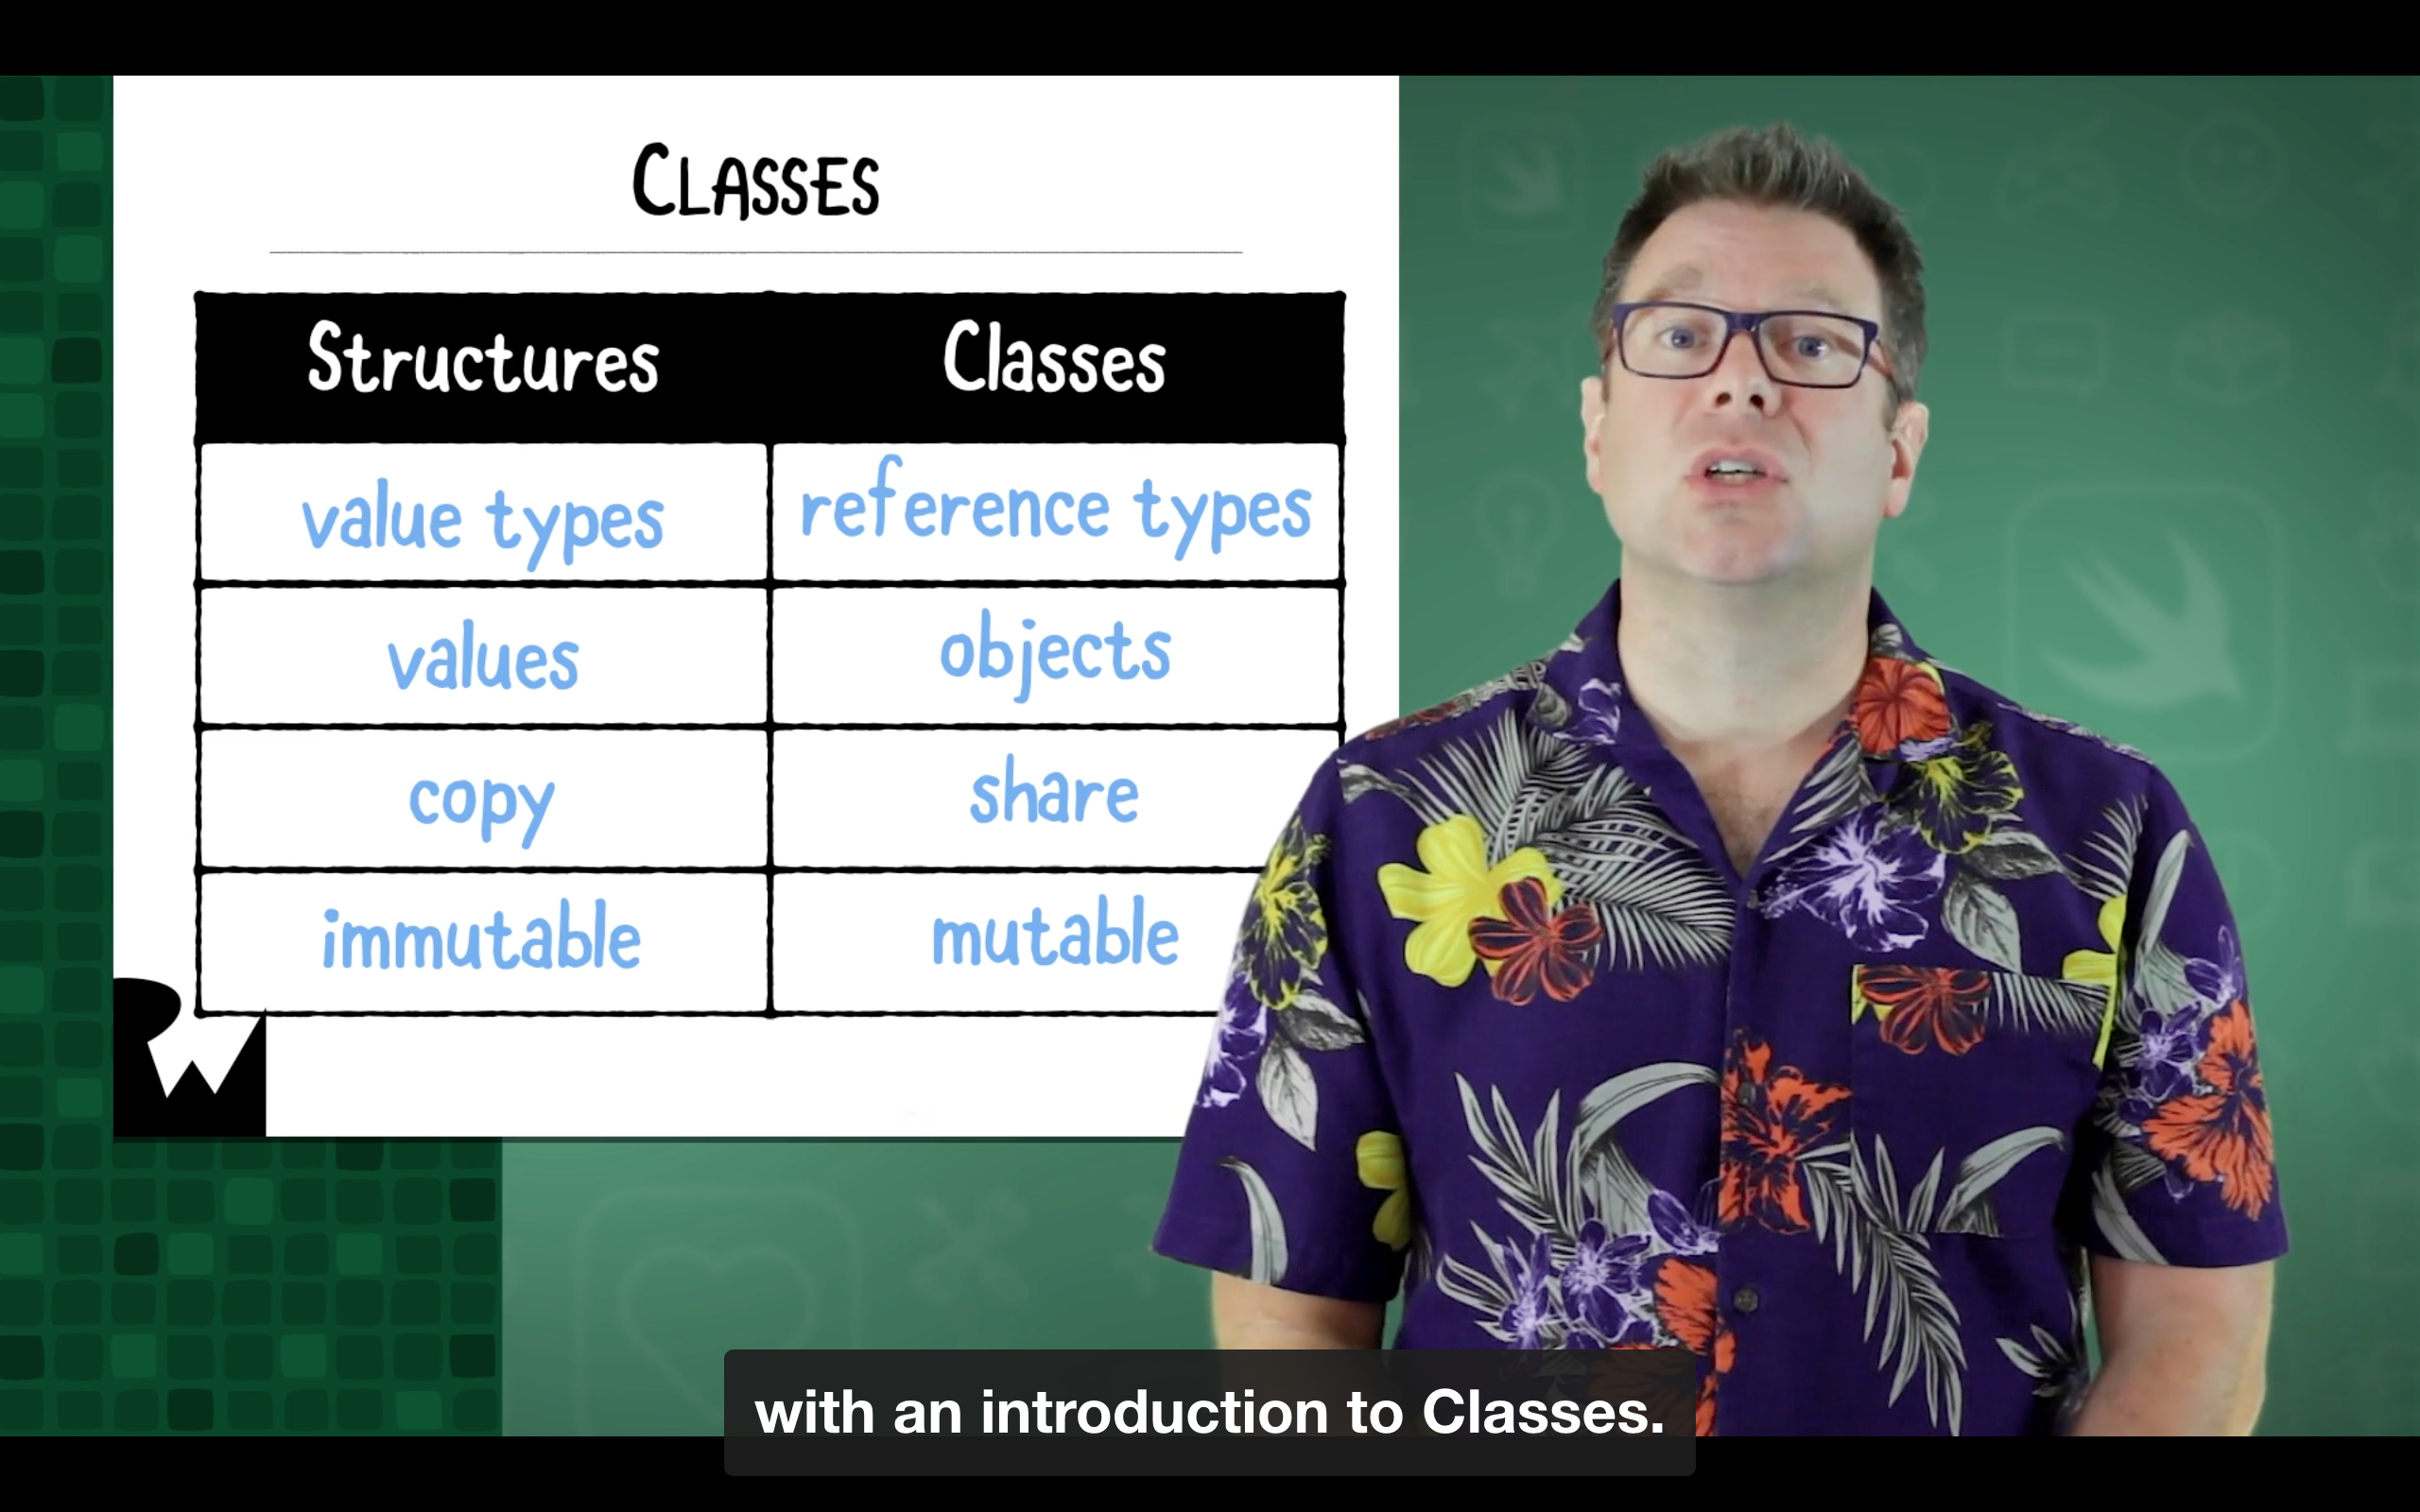 CLASSES
Structures Classes
value types reference types
values objects
copy share
immutable mutable
RW
with an introduction to Classes.